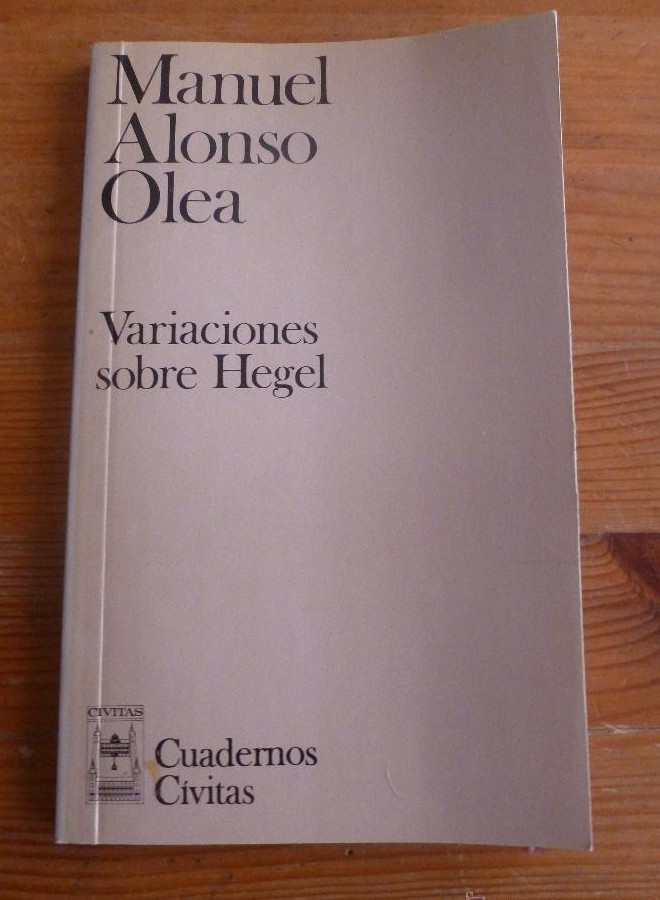 Manuel
Alonso
Olea
Variaciones
sobre Hegel
CIVITAS
Cuadernos
Cívitas